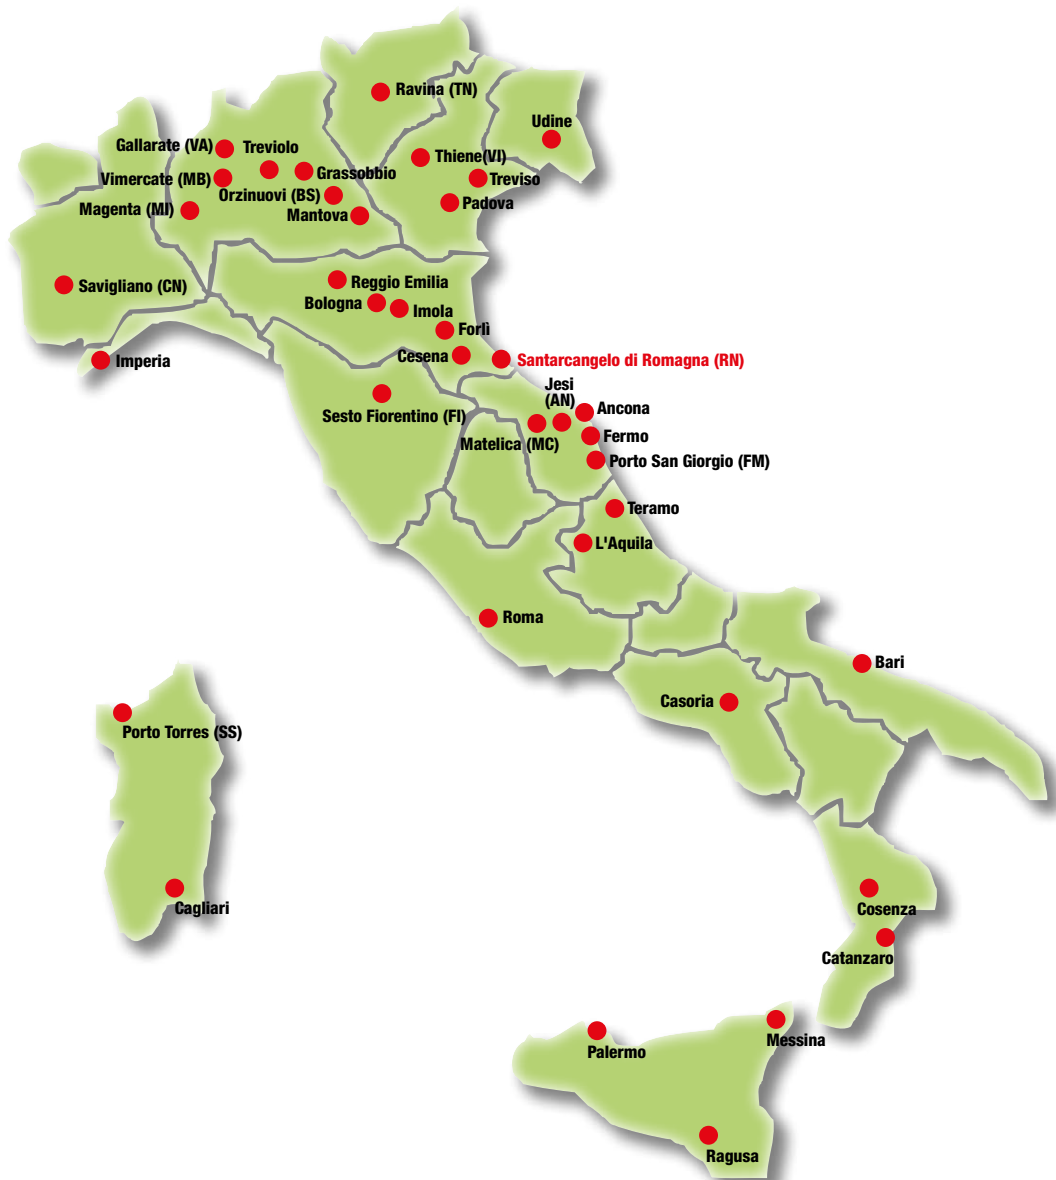 Ravina (TN)
Udine
Gallarate (VA)
Treviolo
Thiene(VI)
Vimercate (MB)
Grassobbio
Treviso
Orzinuovi (BS)
Magenta (MI)
Mantova
Padova
Savigliano (CN)
Reggio Emilia
Bologna
Imola
Forlì
Cesena
Imperia
Santarcangelo di Romagna (RN)
Jesi
(AN)
Ancona
Sesto Fiorentino (FI)
Fermo
Matelica (MC)
Porto San Giorgio (FM)
Teramo
L'Aquila
Roma
Bari
Casoria
Porto Torres (SS)
Cagliari
Cosenza
Catanzaro
Messina
Palermo
Ragusa